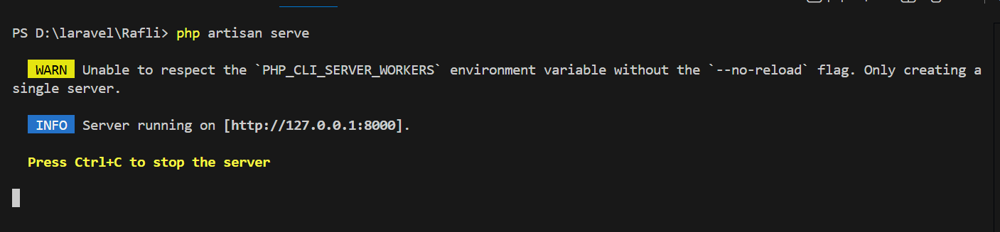 PS D:\laravel\Rafli> php artisan serve
WARN Unable to respect the `PHP_CLI_SERVER_WORKERS` environment variable without the `--no-reload` flag. Only creating a
single server.
INFO Server running on [http://127.0.0.1:8000].
Press Ctrl+C to stop the server